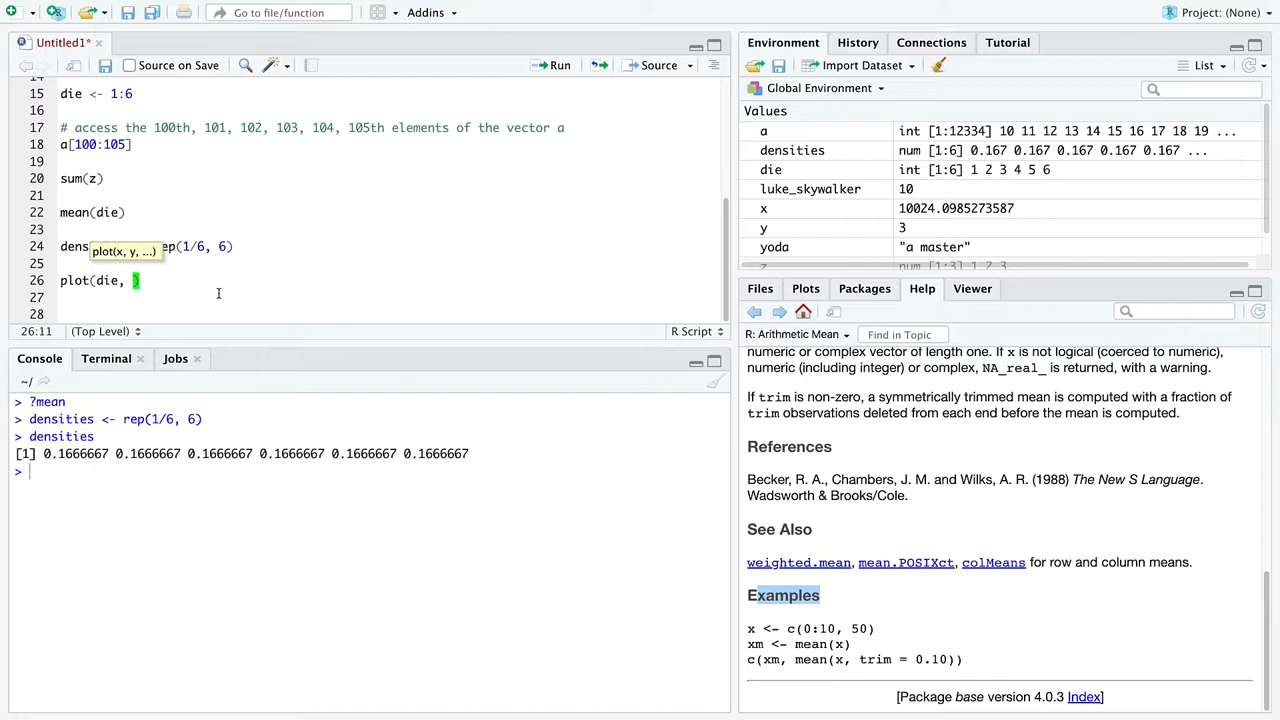 Go to file/function
Addins
Project: (None)
Untitled1*
Source on Save
Run
Source
14
15 die <- 1:6
16
17 # access the 100th, 101, 102, 103, 104, 105th elements of the vector a
18 a[100:105]
19
20 sum(z)
21
22 mean(die)
23
24 dens ep(1/6, 6)
plot(x, y, ...)
25
26 plot(die, )
27
28
26:11 (Top Level)
R Script
Console Terminal Jobs
~/
> ?mean
> densities <- rep(1/6, 6)
> densities
[1] 0.1666667 0.1666667 0.1666667 0.1666667 0.1666667 0.1666667
>
Environment History Connections Tutorial
Import Dataset
List
Global Environment
Values
a int [1:12334] 10 11 12 13 14 15 16 17 18 19 ...
densities num [1:6] 0.167 0.167 0.167 0.167 0.167 ...
die int [1:6] 1 2 3 4 5 6
luke_skywalker 10
x 10024.0985273587
y 3
yoda "a master"
z num [1:3] 1 2 3
Files Plots Packages Help Viewer
R: Arithmetic Mean
Find in Topic
numeric or complex vector of length one. If x is not logical (coerced to numeric),
numeric (including integer) or complex, NA_real_ is returned, with a warning.
If trim is non-zero, a symmetrically trimmed mean is computed with a fraction of
trim observations deleted from each end before the mean is computed.
References
Becker, R. A., Chambers, J. M. and Wilks, A. R. (1988) The New S Language.
Wadsworth & Brooks/Cole.
See Also
weighted.mean, mean.POSIXct, colMeans for row and column means.
Examples
x <- c(0:10, 50)
xm <- mean(x)
c(xm, mean(x, trim = 0.10))
[Package base version 4.0.3 Index]